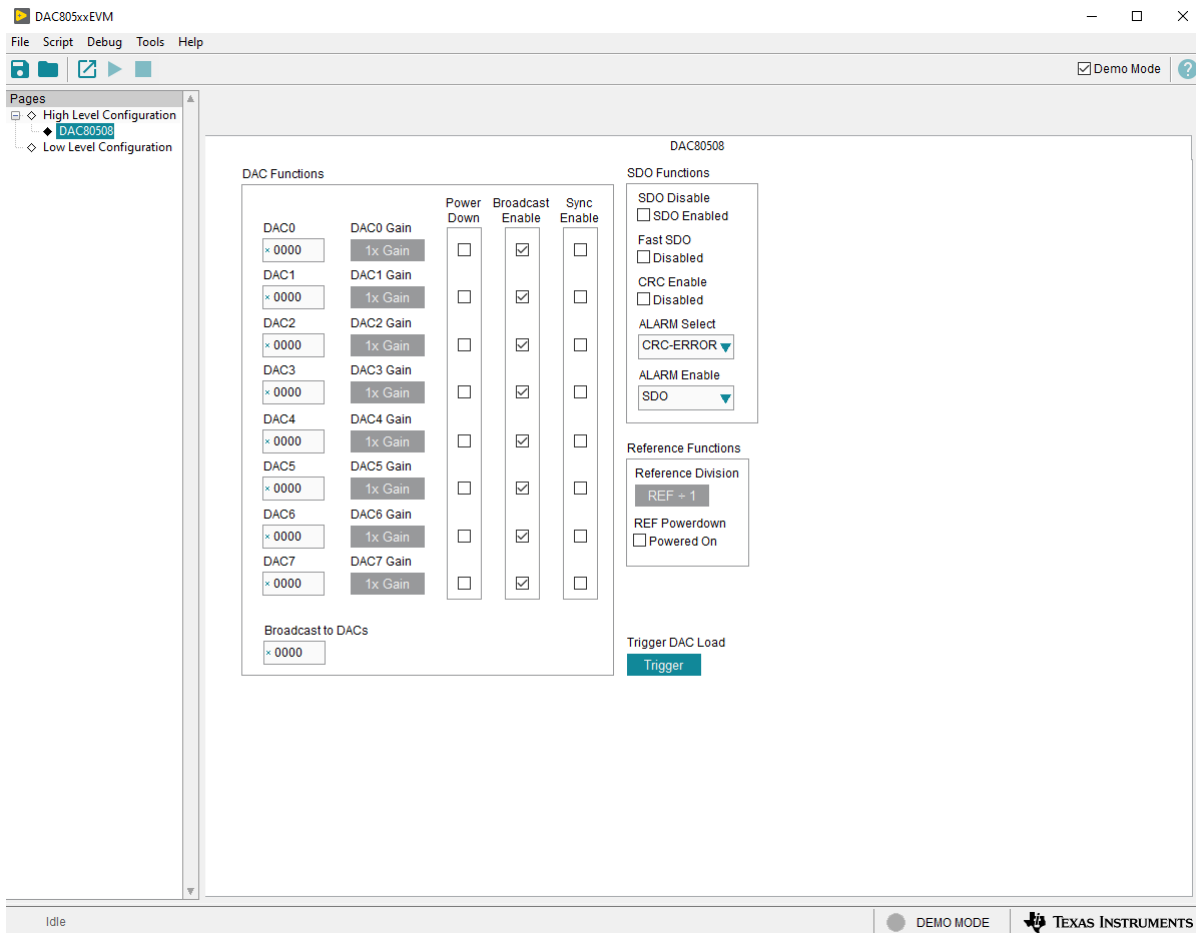 DAC805xxEVM
File Script Debug Tools Help
Demo Mode
?
Pages
High Level Configuration
DAC80508
Low Level Configuration
DAC80508
DAC Functions
Power Down
Broadcast Enable
Sync Enable
DAC0 DAC0 Gain
× 0000 1x Gain
DAC1 DAC1 Gain
× 0000 1x Gain
DAC2 DAC2 Gain
× 0000 1x Gain
DAC3 DAC3 Gain
× 0000 1x Gain
DAC4 DAC4 Gain
× 0000 1x Gain
DAC5 DAC5 Gain
× 0000 1x Gain
DAC6 DAC6 Gain
× 0000 1x Gain
DAC7 DAC7 Gain
× 0000 1x Gain
Broadcast to DACs
× 0000
SDO Functions
SDO Disable
SDO Enabled
Fast SDO
Disabled
CRC Enable
Disabled
ALARM Select
CRC-ERROR
ALARM Enable
SDO
Reference Functions
Reference Division
REF ÷ 1
REF Powerdown
Powered On
Trigger DAC Load
Trigger
Idle
DEMO MODE
TEXAS INSTRUMENTS